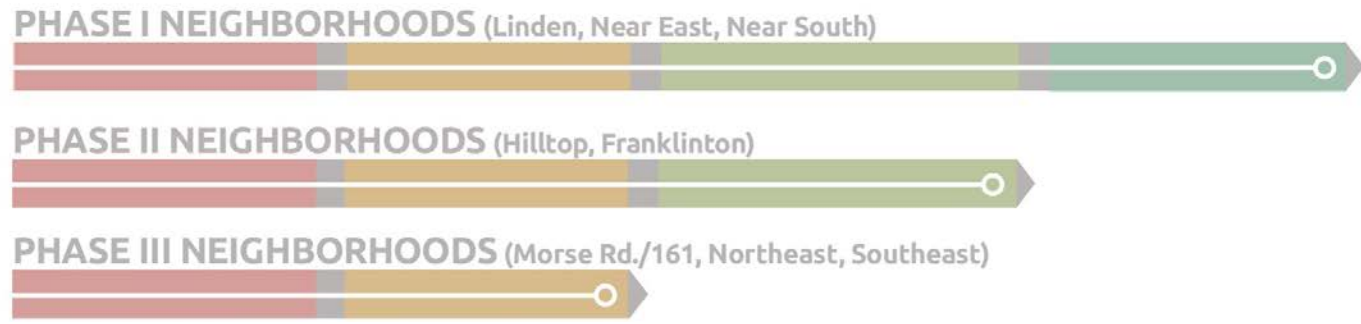 PHASE I NEIGHBORHOODS (Linden, Near East, Near South)
PHASE II NEIGHBORHOODS (Hilltop, Franklinton)
PHASE III NEIGHBORHOODS (Morse Rd./161, Northeast, Southeast)